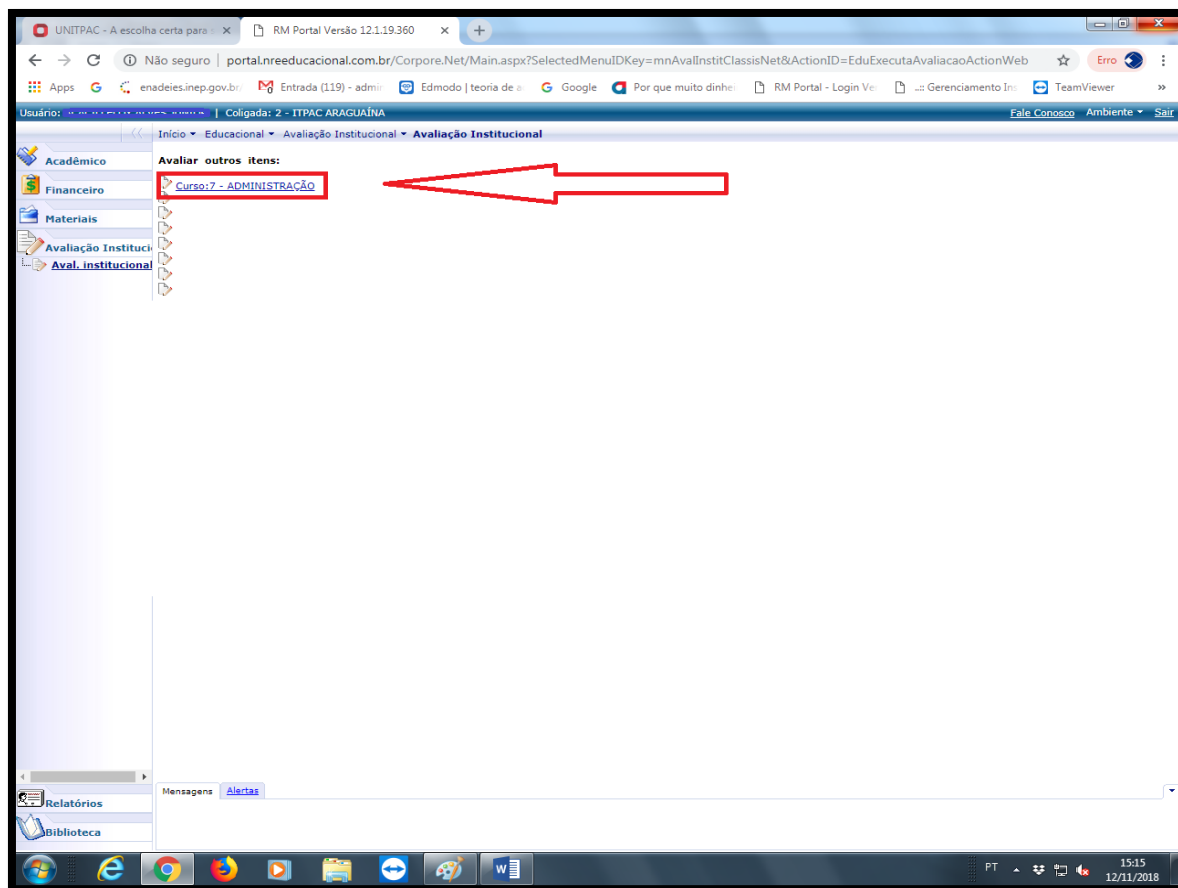 UNITPAC - A escolha certa para s
RM Portal Versão 12.1.19.360
Não seguro | portal.nreeducacional.com.br/Corpore.Net/Main.aspx?SelectedMenuIDKey=mnAvalInstitClassisNet&ActionID=EduExecutaAvaliacaoActionWeb
Erro
Apps
enadeies.inep.gov.br
Entrada (119) - admin
Edmodo | teoria de a
Google
Por que muito dinhe
RM Portal - Login Ve
..:: Gerenciamento In
TeamViewer
»
Usuário: | Coligada: 2 - ITPAC ARAGUAÍNA
Fale Conosco Ambiente Sair
Início Educacional Avaliação Institucional Avaliação Institucional
Acadêmico
Financeiro
Materiais
Avaliação Instituci
Aval. institucional
Avaliar outros itens:
Curso:7 - ADMINISTRAÇÃO
Relatórios
Biblioteca
Mensagens Alertas
PT
15:15
12/11/2018